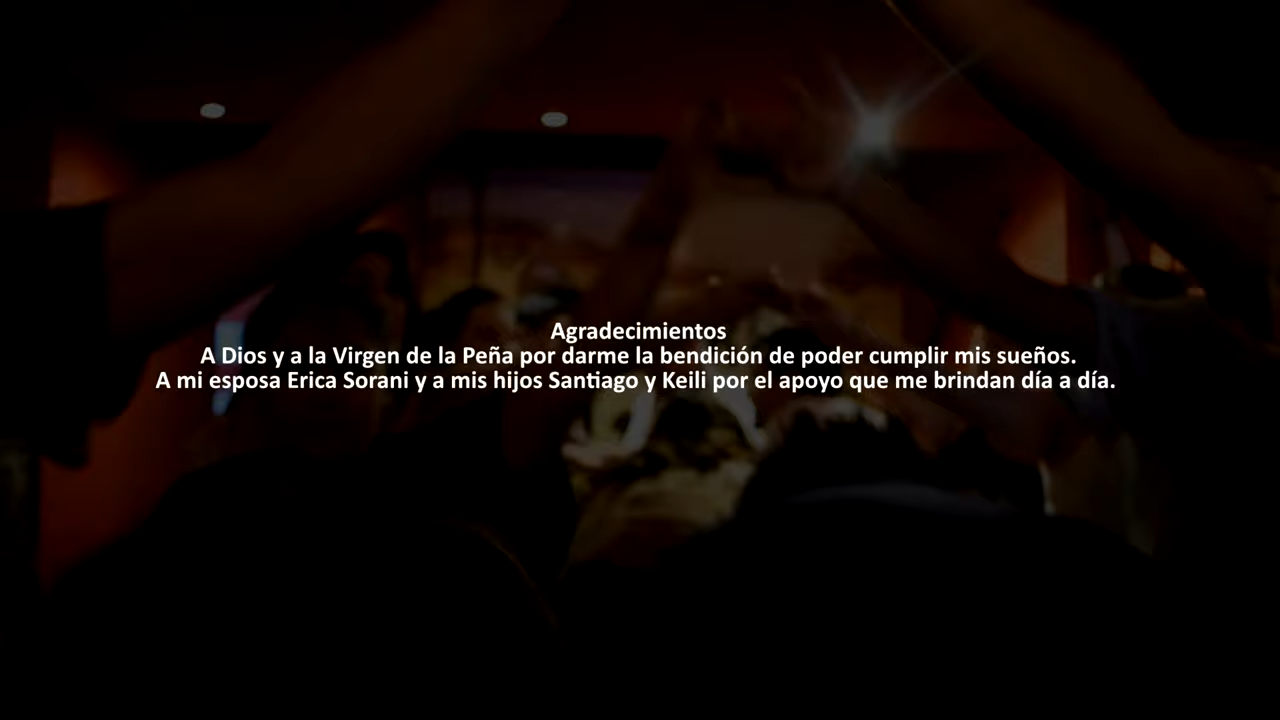 Agradecimientos
A Dios y a la Virgen de la Peña por darme la bendición de poder cumplir mis sueños.
A mi esposa Erica Sorani y a mis hijos Santiago y Keili por el apoyo que me brindan día a día.